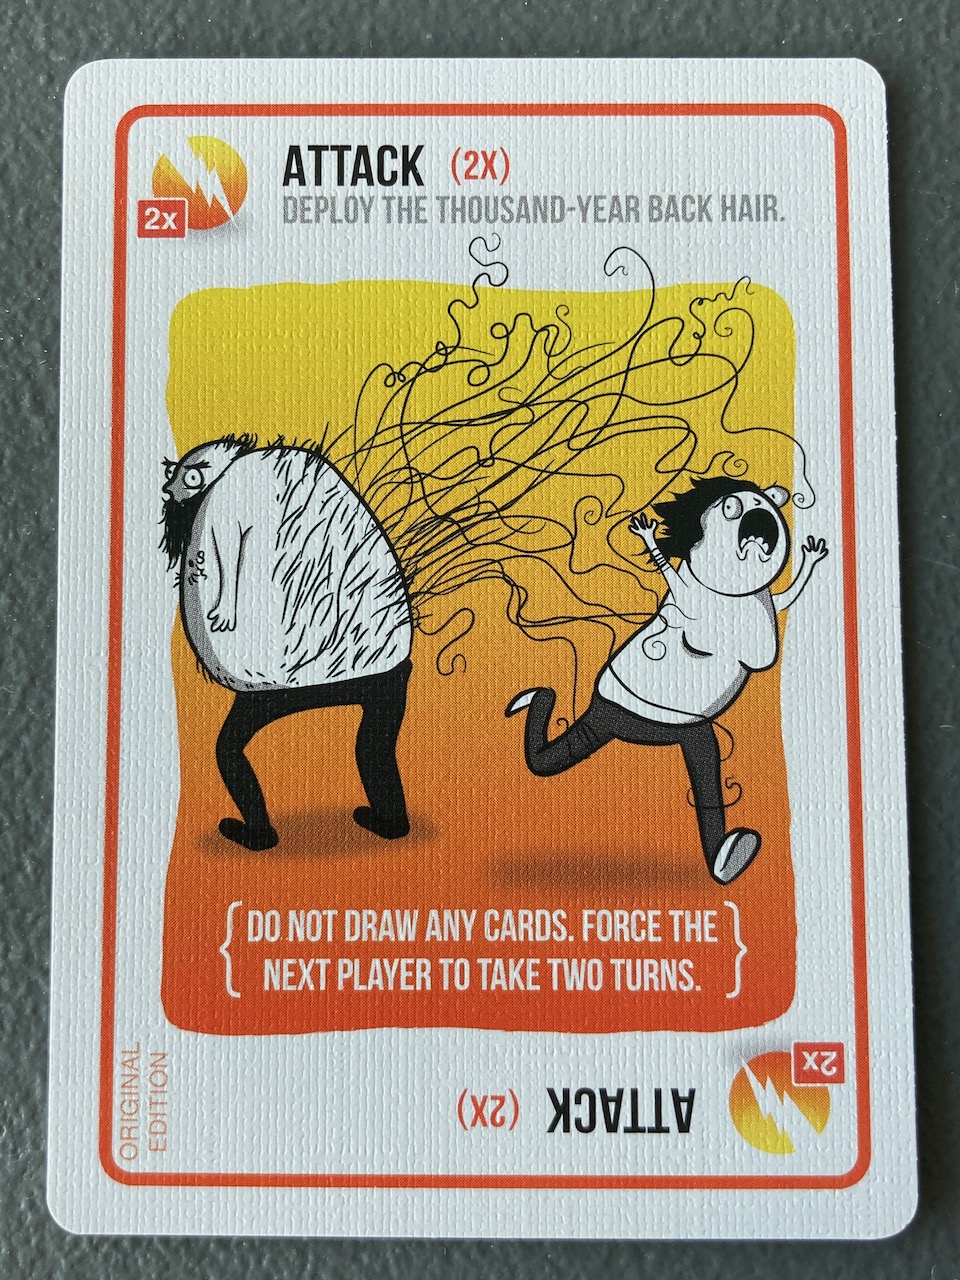 ATTACK (2X)
2x
DEPLOY THE THOUSAND-YEAR BACK HAIR.
{DO NOT DRAW ANY CARDS. FORCE THE
NEXT PLAYER TO TAKE TWO TURNS.}
ORIGINAL
EDITION
2x
ATTACK (2X)